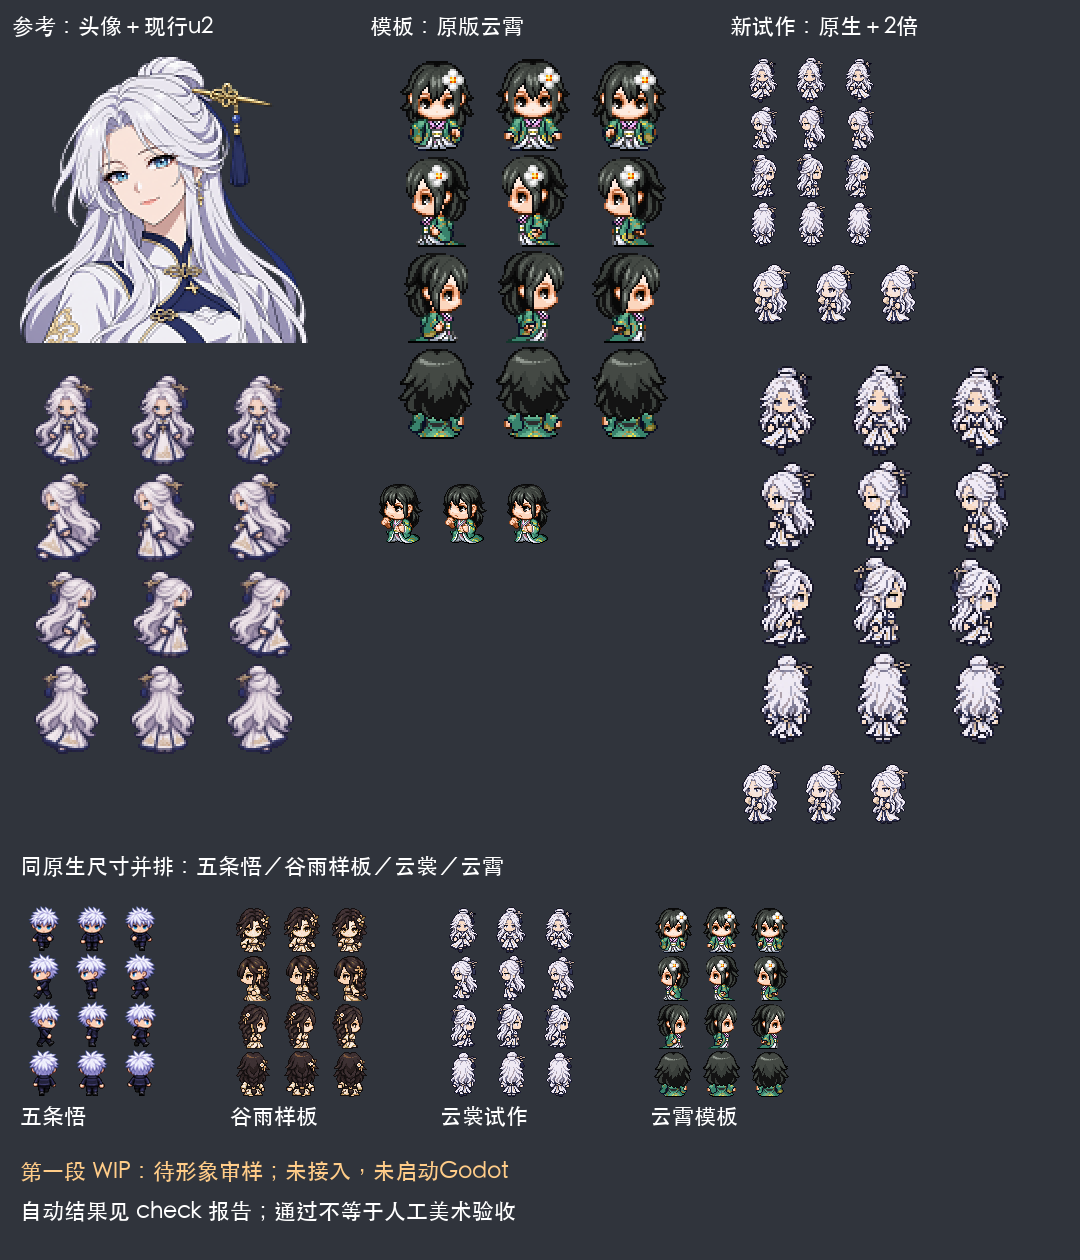 参考：头像＋现行u2
模板：原版云霄
新试作：原生＋2倍
同原生尺寸并排：五条悟／谷雨样板／云裳／云霄
五条悟
谷雨样板
云裳试作
云霄模板
第一段 WIP：待形象审样；未接入，未启动Godot
自动结果见 check 报告；通过不等于人工美术验收